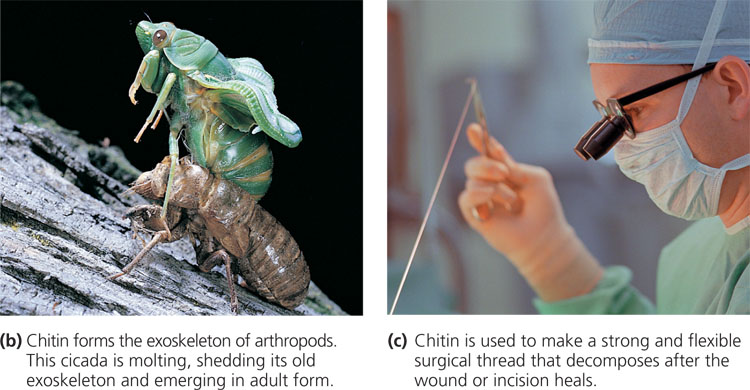 (b) Chitin forms the exoskeleton of arthropods.
This cicada is molting, shedding its old
exoskeleton and emerging in adult form.
(c) Chitin is used to make a strong and flexible
surgical thread that decomposes after the
wound or incision heals.